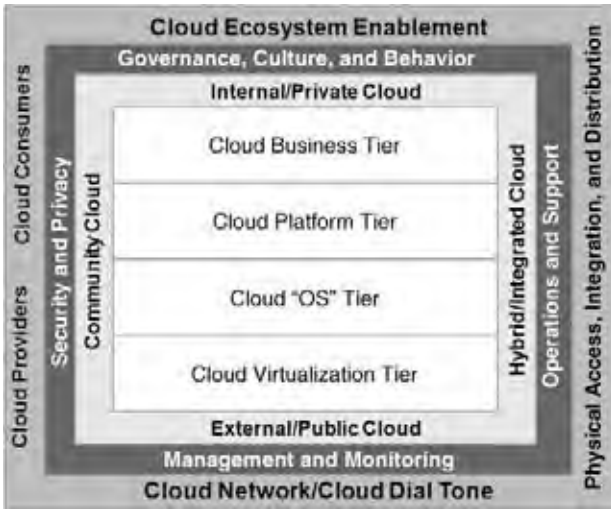 Cloud Ecosystem Enablement
Governance, Culture, and Behavior
Internal/Private Cloud
Cloud Consumers
Cloud Providers
Security and Privacy
Community Cloud
Cloud Business Tier
Cloud Platform Tier
Cloud “OS” Tier
Cloud Virtualization Tier
Hybrid/Integrated Cloud
Operations and Support
Physical Access, Integration, and Distribution
External/Public Cloud
Management and Monitoring
Cloud Network/Cloud Dial Tone